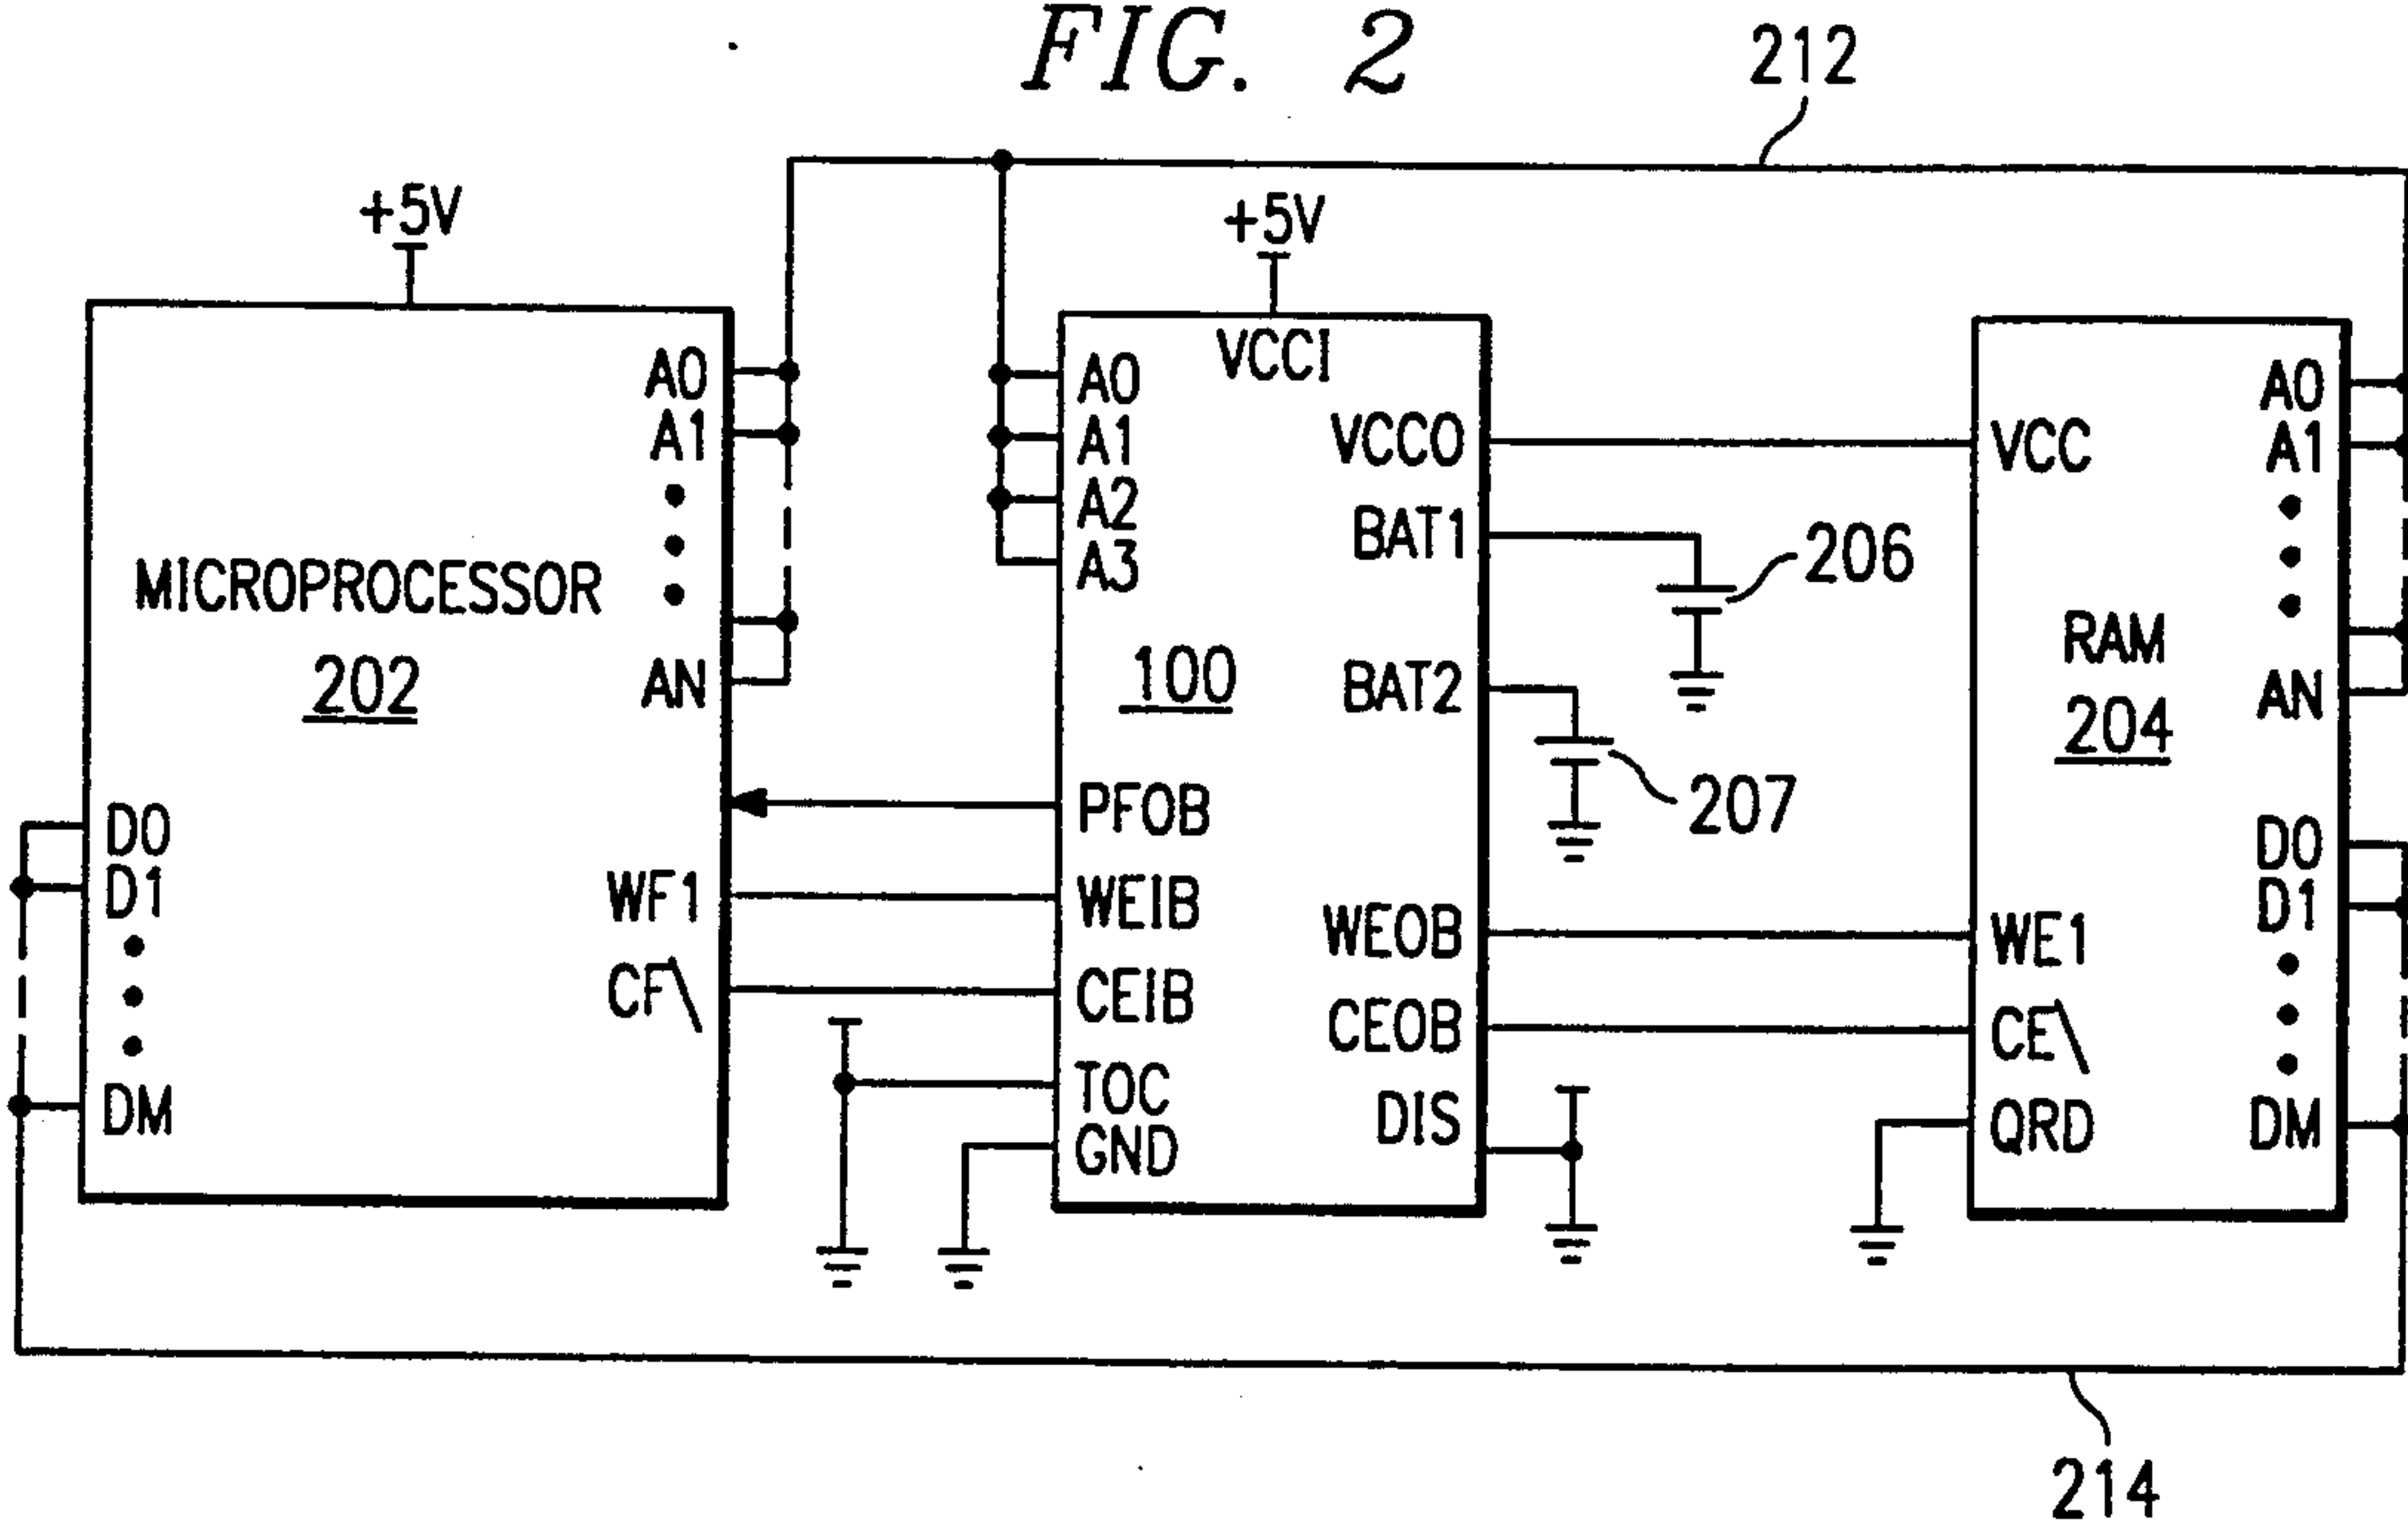 FIG. 2
212
+5V
A0
A1
AN
MICROPROCESSOR
202
D0
D1
DM
WF1
CF\
+5V
VCCI
A0
A1
A2
A3
100
PFOB
WEIB
CEIB
TOC
GND
VCCO
BAT1
BAT2
WEOB
CEOB
DIS
206
207
VCC
RAM
204
WE1
CE\
QRD
A0
A1
AN
D0
D1
DM
214